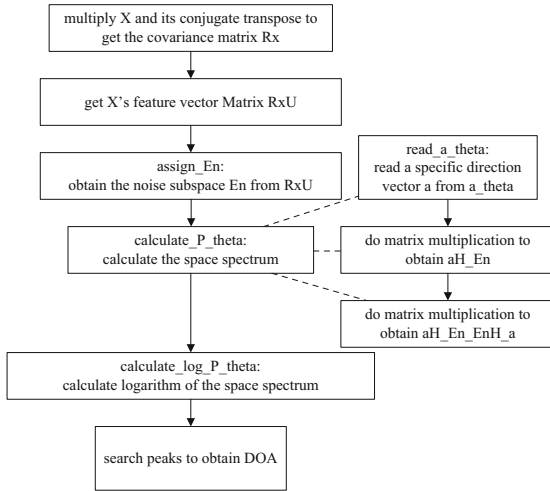 multiply X and its conjugate transpose to
get the covariance matrix Rx
get X's feature vector Matrix RxU
assign_En:
obtain the noise subspace En from RxU
read_a_theta:
read a specific direction
vector a from a_theta
calculate_P_theta:
calculate the space spectrum
do matrix multiplication to
obtain aH_En
do matrix multiplication to
obtain aH_En_EnH_a
calculate_log_P_theta:
calculate logarithm of the space spectrum
search peaks to obtain DOA